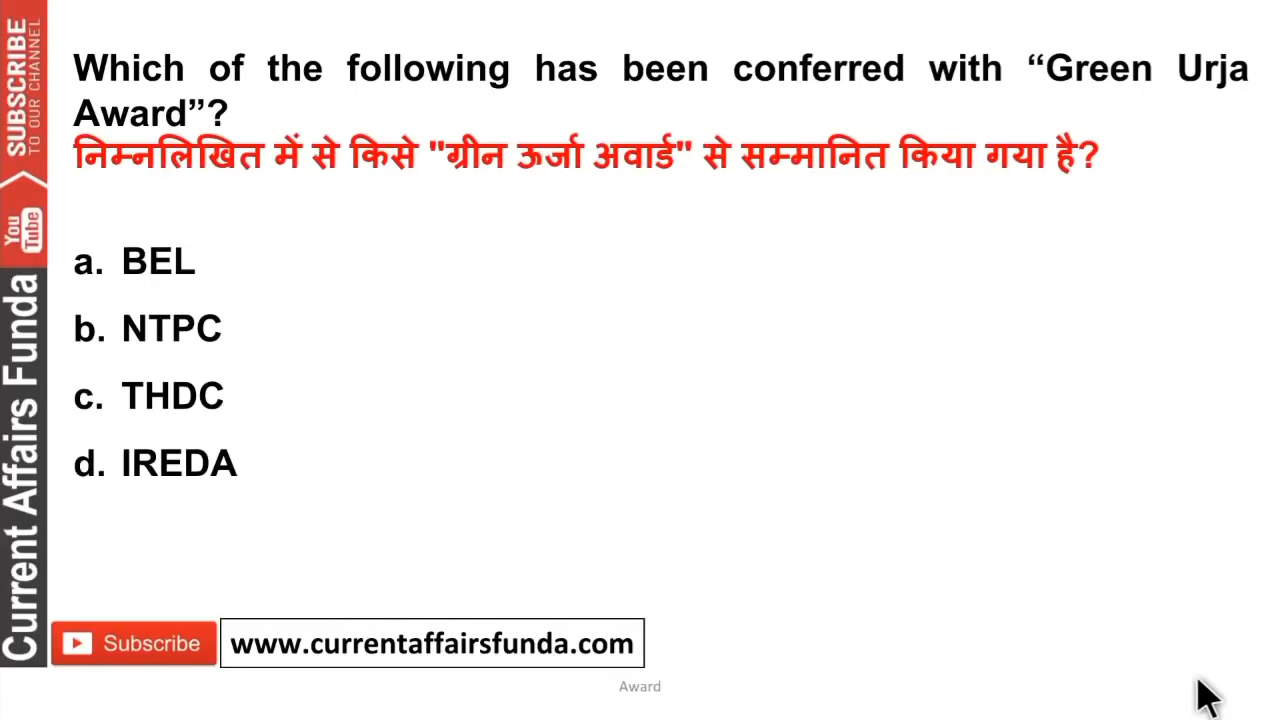 Which of the following has been conferred with “Green Urja
Award”?
निम्नलिखित में से किसे "ग्रीन ऊर्जा अवार्ड" से सम्मानित किया गया है?
a. BEL
b. NTPC
c. THDC
d. IREDA
SUBSCRIBE
TO OUR CHANNEL
You
Tube
Current Affairs Funda
Subscribe
www.currentaffairsfunda.com
Award